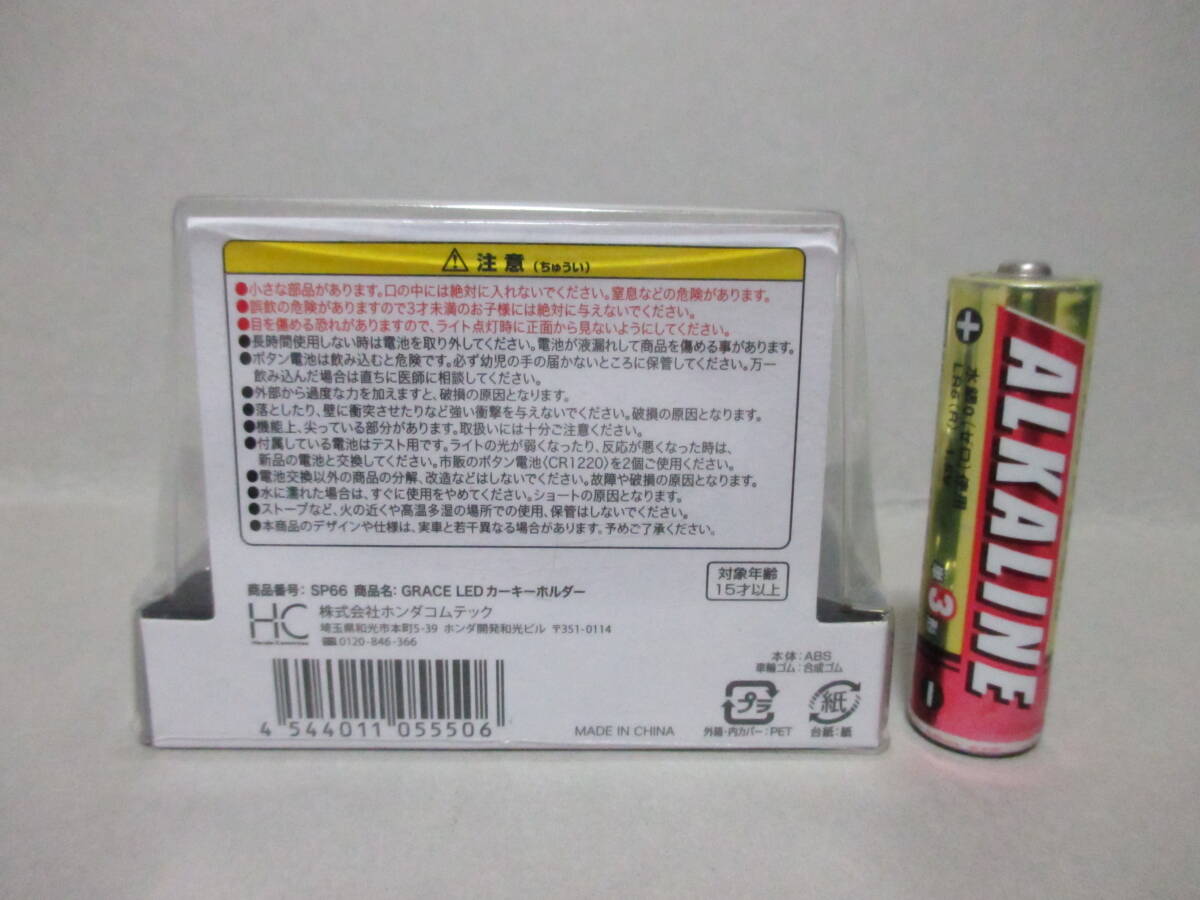 ⚠ 注意(ちゅうい)
●小さな部品があります。口の中には絶対に入れないでください。窒息などの危険があります。
●誤飲の危険がありますので3才未満のお子様には絶対に与えないでください。
●目を傷める恐れがありますので、ライト点灯時に正面から見ないようにしてください。
●長時間使用しない時は電池を取り外してください。電池が液漏れして商品を傷める事があります。
●ボタン電池は飲み込むと危険です。必ず幼児の手の届かないところに保管してください。万一
飲み込んだ場合は直ちに医師に相談してください。
●外部から過度な力を加えますと、破損の原因となります。
●落としたり、壁に衝突させたりなど強い衝撃を与えないでください。破損の原因となります。
●機能上、尖っている部分があります。取扱いには十分ご注意ください。
●付属している電池はテスト用です。ライトの光が弱くなったり、反応が悪くなった時は、
新品の電池と交換してください。市販のボタン電池〈CR1220〉を2個ご使用ください。
●電池交換以外の商品の分解、改造などはしないでください。故障や破損の原因となります。
●水に濡れた場合は、すぐに使用をやめてください。ショートの原因となります。
●ストーブなど、火の近くや高温多湿の場所での使用、保管はしないでください。
●本商品のデザインや仕様は、実車と若干異なる場合があります。予めご了承ください。
対象年齢
15才以上
商品番号: SP66 商品名: GRACE LEDカーキーホルダー
HC 株式会社ホンダコムテック
埼玉県和光市本町5-39 ホンダ開発和光ビル 〒351-0114
0120-846-366
本体:ABS
車輪ゴム:合成ゴム
4 544011 055506
MADE IN CHINA
プラ
外箱・内カバー:PET
紙
台紙:紙
+
ALKALINE
水銀0(ゼロ)使用
単3形
−